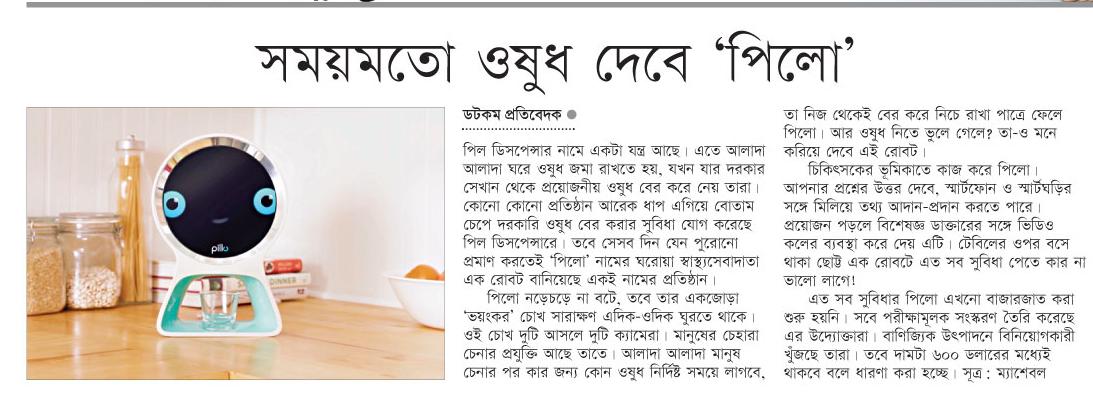 সময়মতো ওষুধ দেবে ‘পিলো’
ডটকম প্রতিবেদক ●
পিল ডিসপেন্সার নামে একটা যন্ত্র আছে। এতে আলাদা
আলাদা ঘরে ওষুধ জমা রাখতে হয়, যখন যার দরকার
সেখান থেকে প্রয়োজনীয় ওষুধ বের করে নেয় তারা।
কোনো কোনো প্রতিষ্ঠান আরেক ধাপ এগিয়ে বোতাম
চেপে দরকারি ওষুধ বের করার সুবিধা যোগ করেছে
পিল ডিসপেন্সারে। তবে সেসব দিন যেন পুরোনো
প্রমাণ করতেই ‘পিলো’ নামের ঘরোয়া স্বাস্থ্যসেবাদাতা
এক রোবট বানিয়েছে একই নামের প্রতিষ্ঠান।
পিলো নড়েচড়ে না বটে, তবে তার একজোড়া
‘ভয়ংকর’ চোখ সারাক্ষণ এদিক-ওদিক ঘুরতে থাকে।
ওই চোখ দুটি আসলে দুটি ক্যামেরা। মানুষের চেহারা
চেনার প্রযুক্তি আছে তাতে। আলাদা আলাদা মানুষ
চেনার পর কার জন্য কোন ওষুধ নির্দিষ্ট সময়ে লাগবে,
তা নিজ থেকেই বের করে নিচে রাখা পাত্রে ফেলে
পিলো। আর ওষুধ নিতে ভুলে গেলে? তা-ও মনে
করিয়ে দেবে এই রোবট।
চিকিৎসকের ভূমিকাতে কাজ করে পিলো।
আপনার প্রশ্নের উত্তর দেবে, স্মার্টফোন ও স্মার্টঘড়ির
সঙ্গে মিলিয়ে তথ্য আদান-প্রদান করতে পারে।
প্রয়োজন পড়লে বিশেষজ্ঞ ডাক্তারের সঙ্গে ভিডিও
কলের ব্যবস্থা করে দেয় এটি। টেবিলের ওপর বসে
থাকা ছোট্ট এক রোবটে এত সব সুবিধা পেতে কার না
ভালো লাগে!
এত সব সুবিধার পিলো এখনো বাজারজাত করা
শুরু হয়নি। সবে পরীক্ষামূলক সংস্করণ তৈরি করেছে
এর উদ্যোক্তারা। বাণিজ্যিক উৎপাদনে বিনিয়োগকারী
খুঁজছে তারা। তবে দামটা ৬০০ ডলারের মধ্যেই
থাকবে বলে ধারণা করা হচ্ছে। সূত্র : ম্যাশেবল
pillo
DINNER